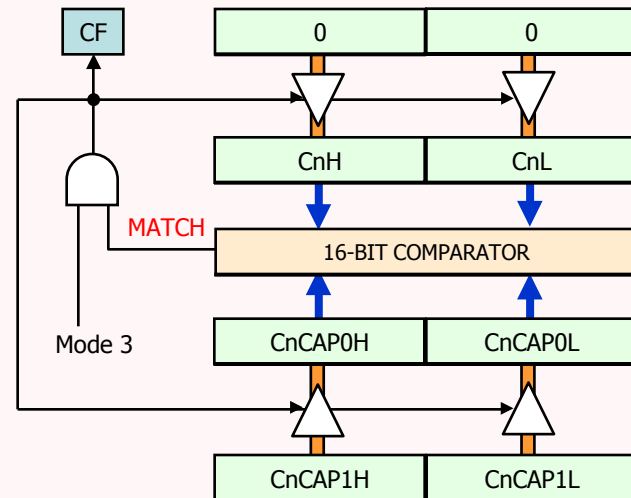 CF
0 0
CnH CnL
MATCH
16-BIT COMPARATOR
Mode 3
CnCAP0H CnCAP0L
CnCAP1H CnCAP1L